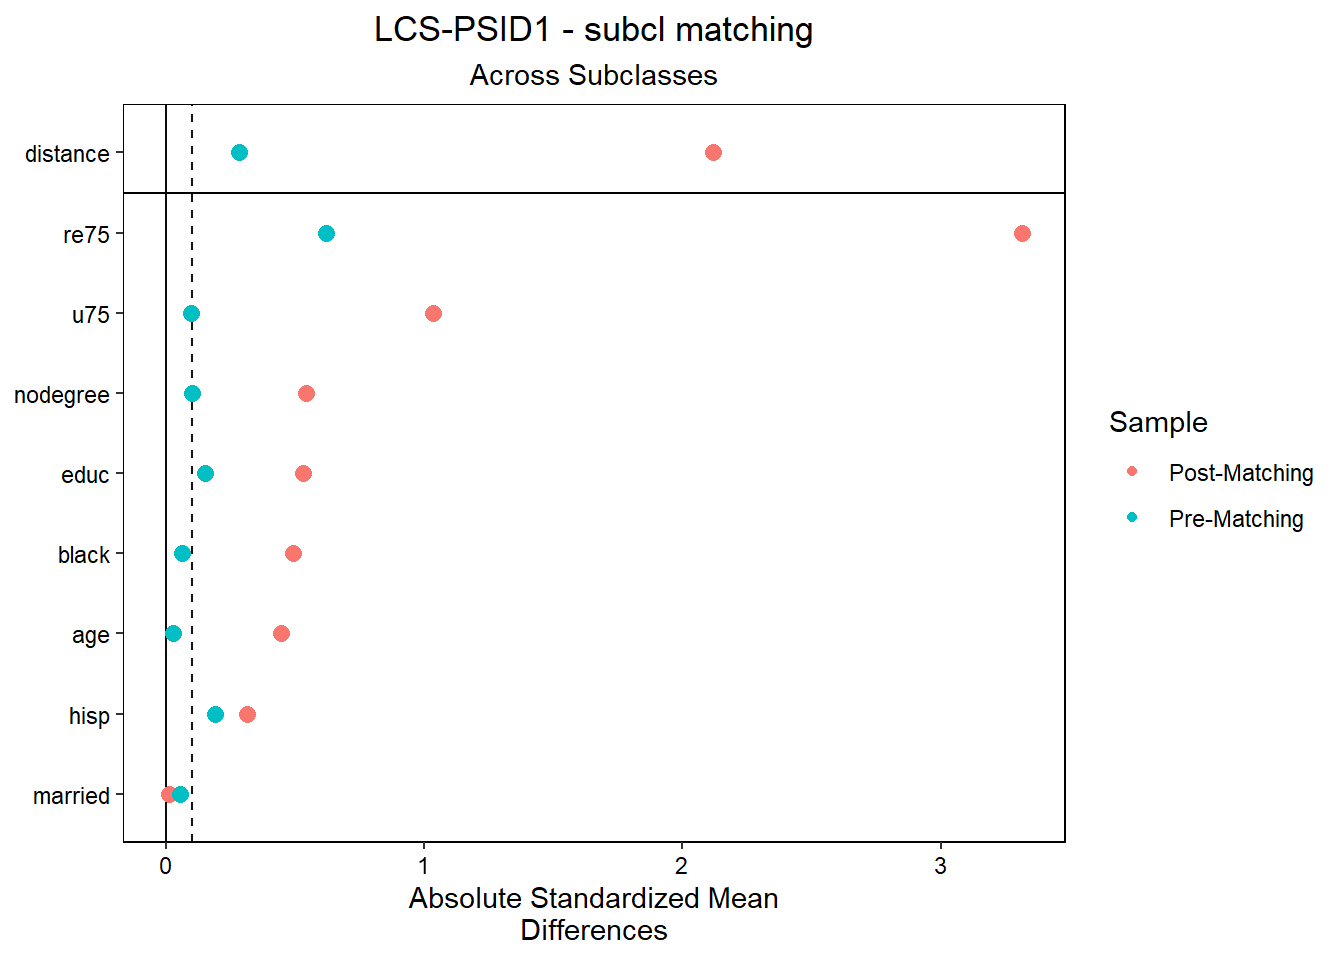 LCS-PSID1 - subcl matching
Across Subclasses
distance
re75
u75
nodegree
educ
black
age
hisp
married
0 1 2 3
Absolute Standardized Mean
Differences
Sample
Post-Matching
Pre-Matching